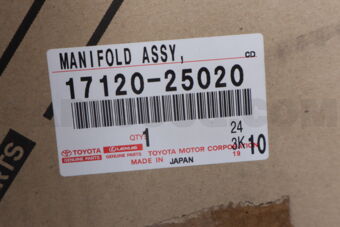 MANIFOLD ASSY, CD
17120-25020
QTY 1 24
3K 10
TOYOTA LEXUS TOYOTA MOTOR CORPORATION 19
GENUINE PARTS GENUINE PARTS
MADE IN JAPAN